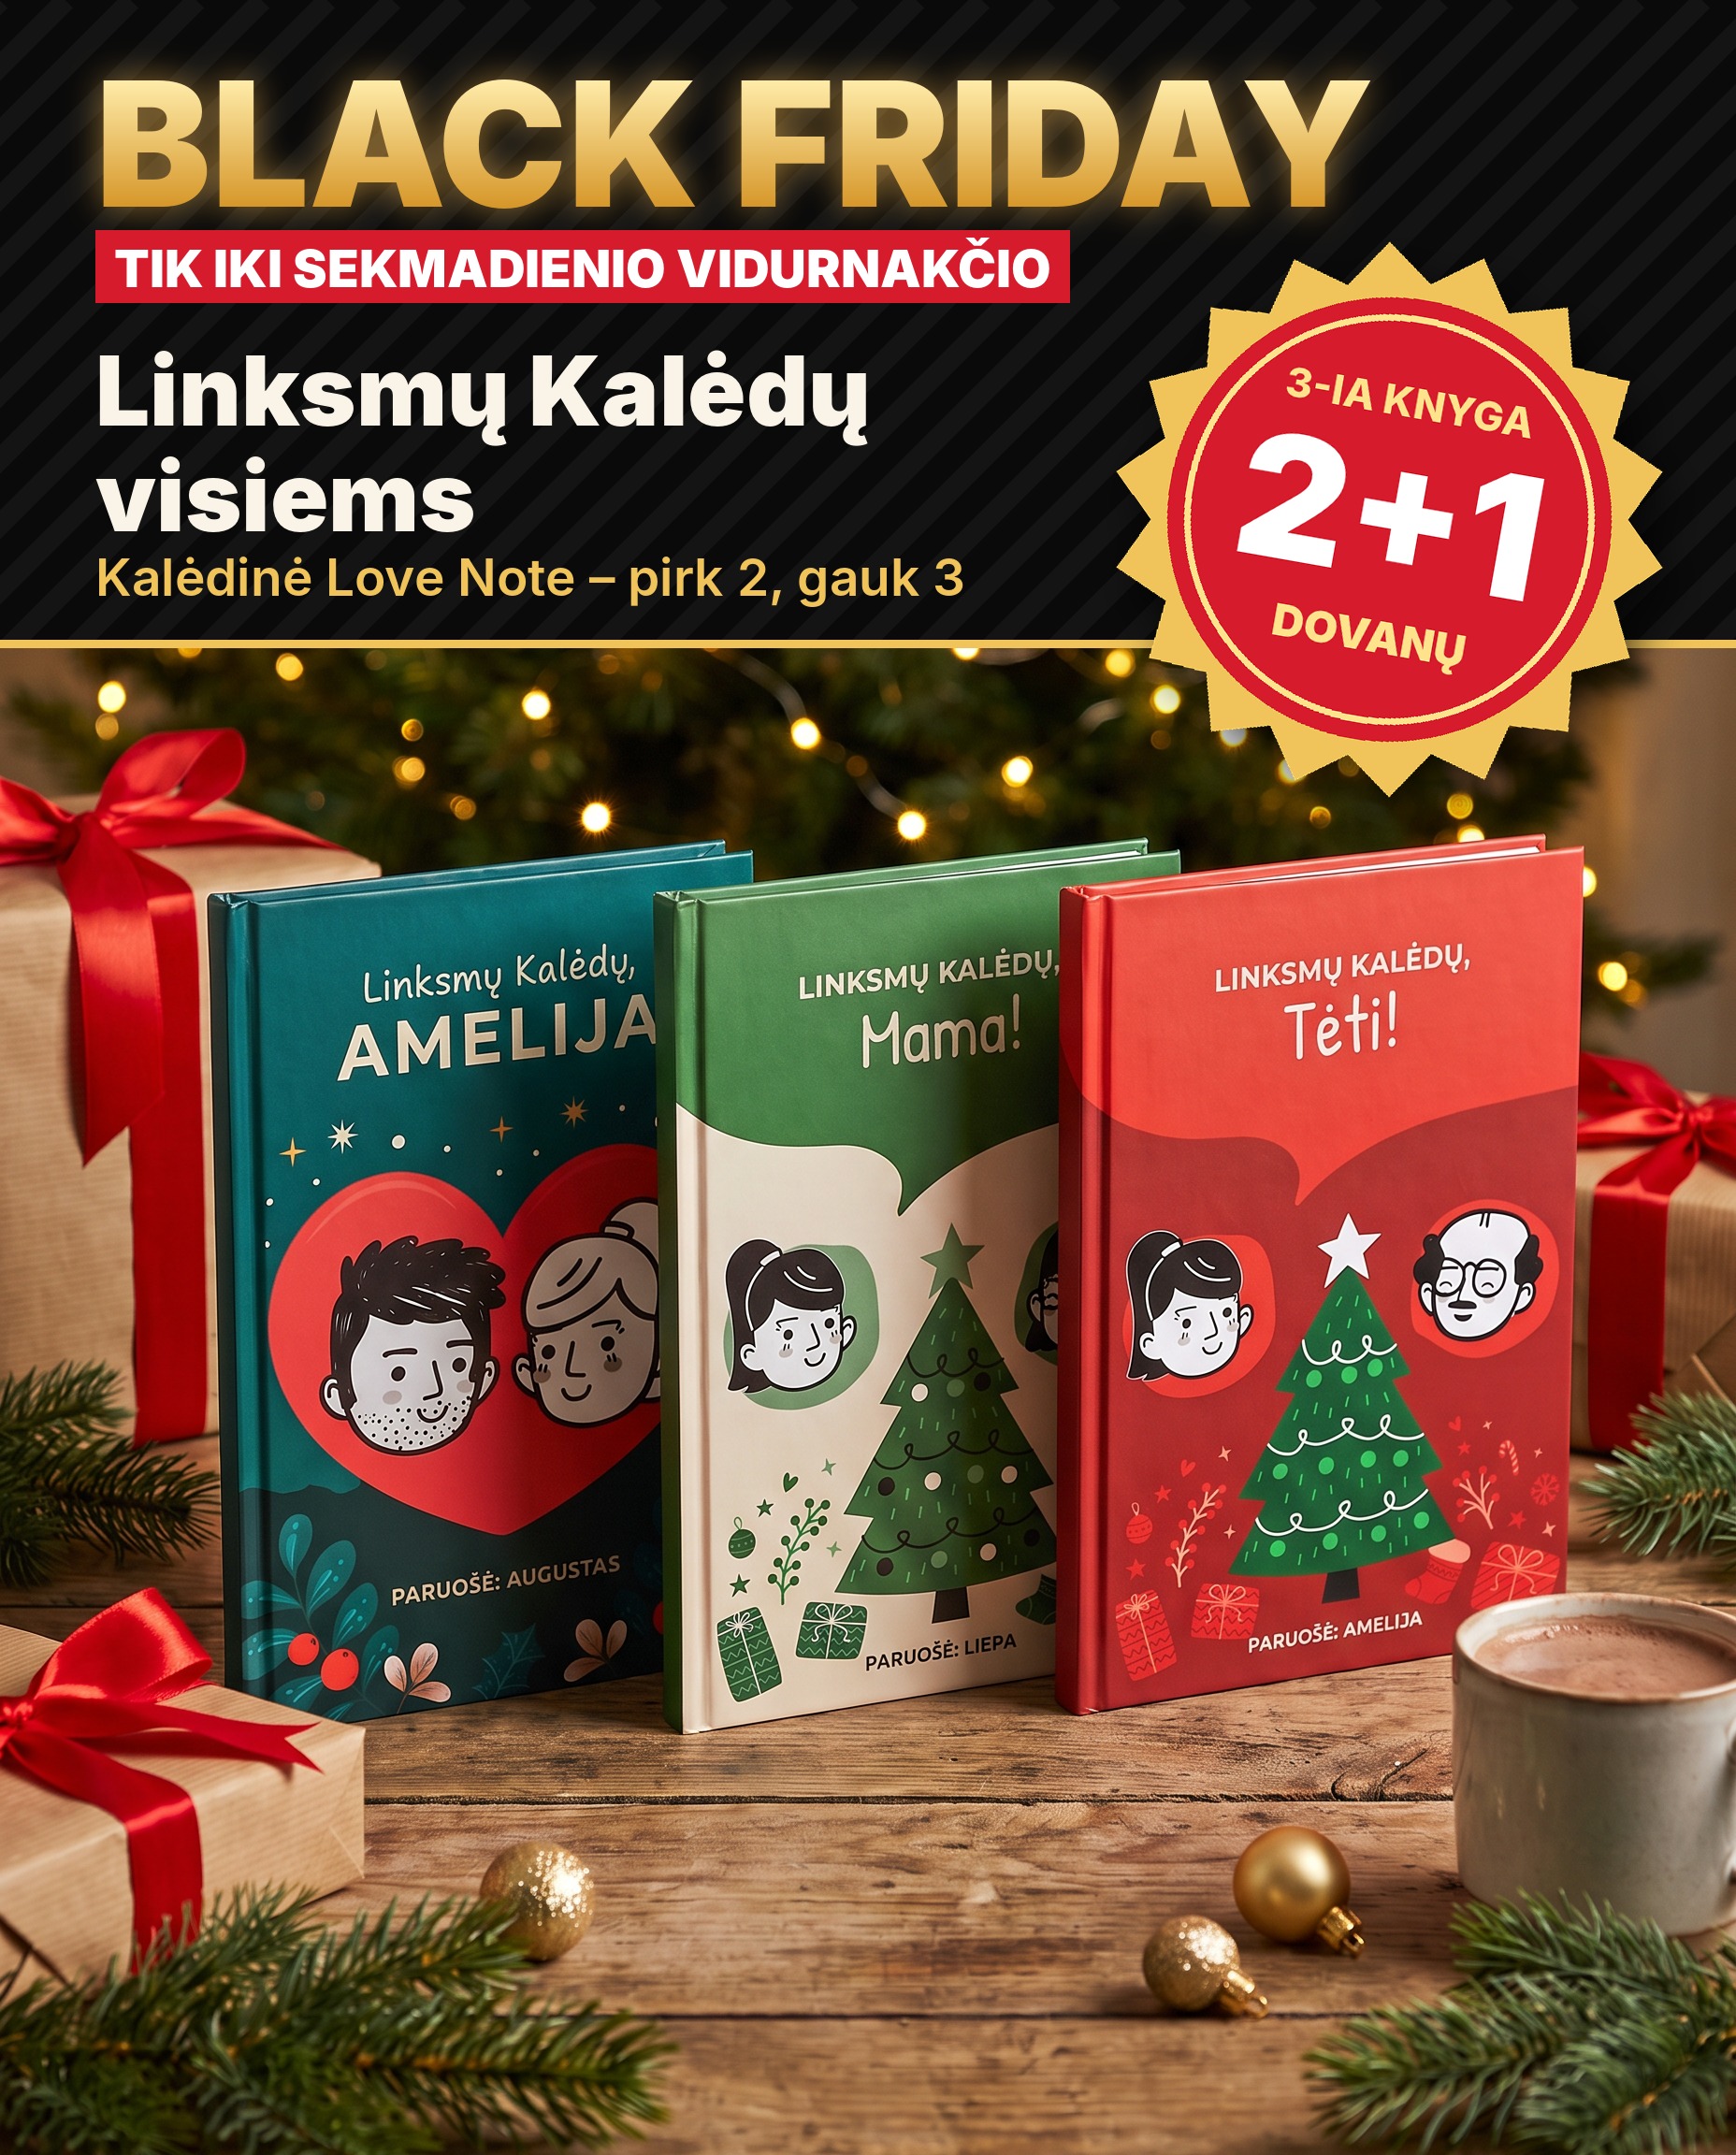 BLACK FRIDAY
TIK IKI SEKMADIENIO VIDURNAKČIO
Linksmų Kalėdų
visiems
Kalėdinė Love Note – pirk 2, gauk 3
3-IA KNYGA
2+1
DOVANŲ
Linksmų Kalėdų,
AMELIJA
PARUOŠĖ: AUGUSTAS
LINKSMŲ KALĖDŲ,
Mama!
PARUOŠĖ: LIEPA
LINKSMŲ KALĖDŲ,
Tėti!
PARUOŠĖ: AMELIJA